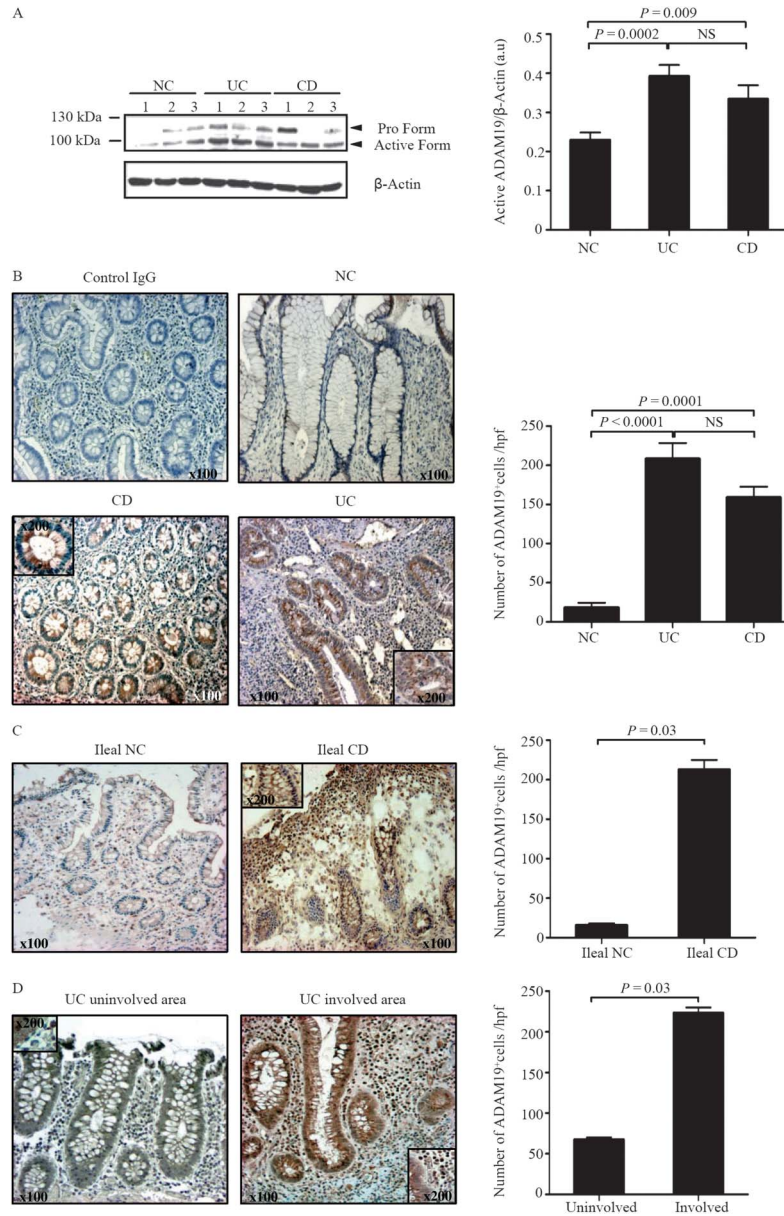 A
NC UC CD
1 2 3 1 2 3 1 2 3
130 kDa
100 kDa
Pro Form
Active Form
β-Actin
P = 0.009
P = 0.0002 NS
Active ADAM19/β-Actin (a.u)
0.5
0.4
0.3
0.2
0.1
0
NC UC CD
B
Control IgG NC
x100 x100
CD UC
x200
x100 x100
x200
P = 0.0001
P < 0.0001 NS
Number of ADAM19⁺cells /hpf
250
200
150
100
50
0
NC UC CD
C
Ileal NC Ileal CD
x200
x100 x100
P = 0.03
Number of ADAM19⁺cells /hpf
250
200
150
100
50
0
Ileal NC Ileal CD
D
UC uninvolved area UC involved area
x200
x100 x100
x200
P = 0.03
Number of ADAM19⁺cells /hpf
250
200
150
100
50
0
Uninvolved Involved